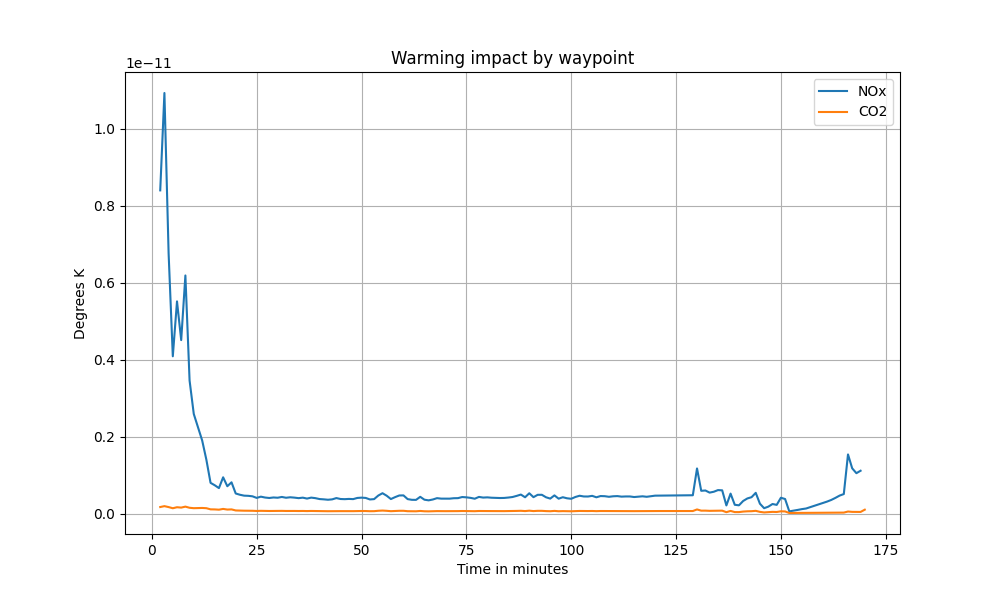 Warming impact by waypoint
1e−11
NOx
CO2
1.0
0.8
0.6
0.4
0.2
0.0
Degrees K
0 25 50 75 100 125 150 175
Time in minutes